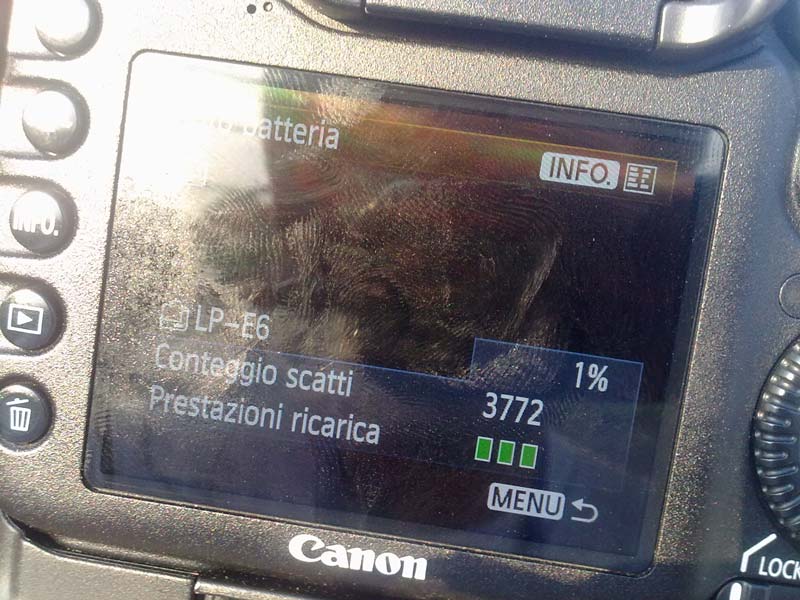 batteria
INFO.
INFO.
LP-E6
1%
Conteggio scatti
3772
Prestazioni ricarica
MENU
Canon
LOCK